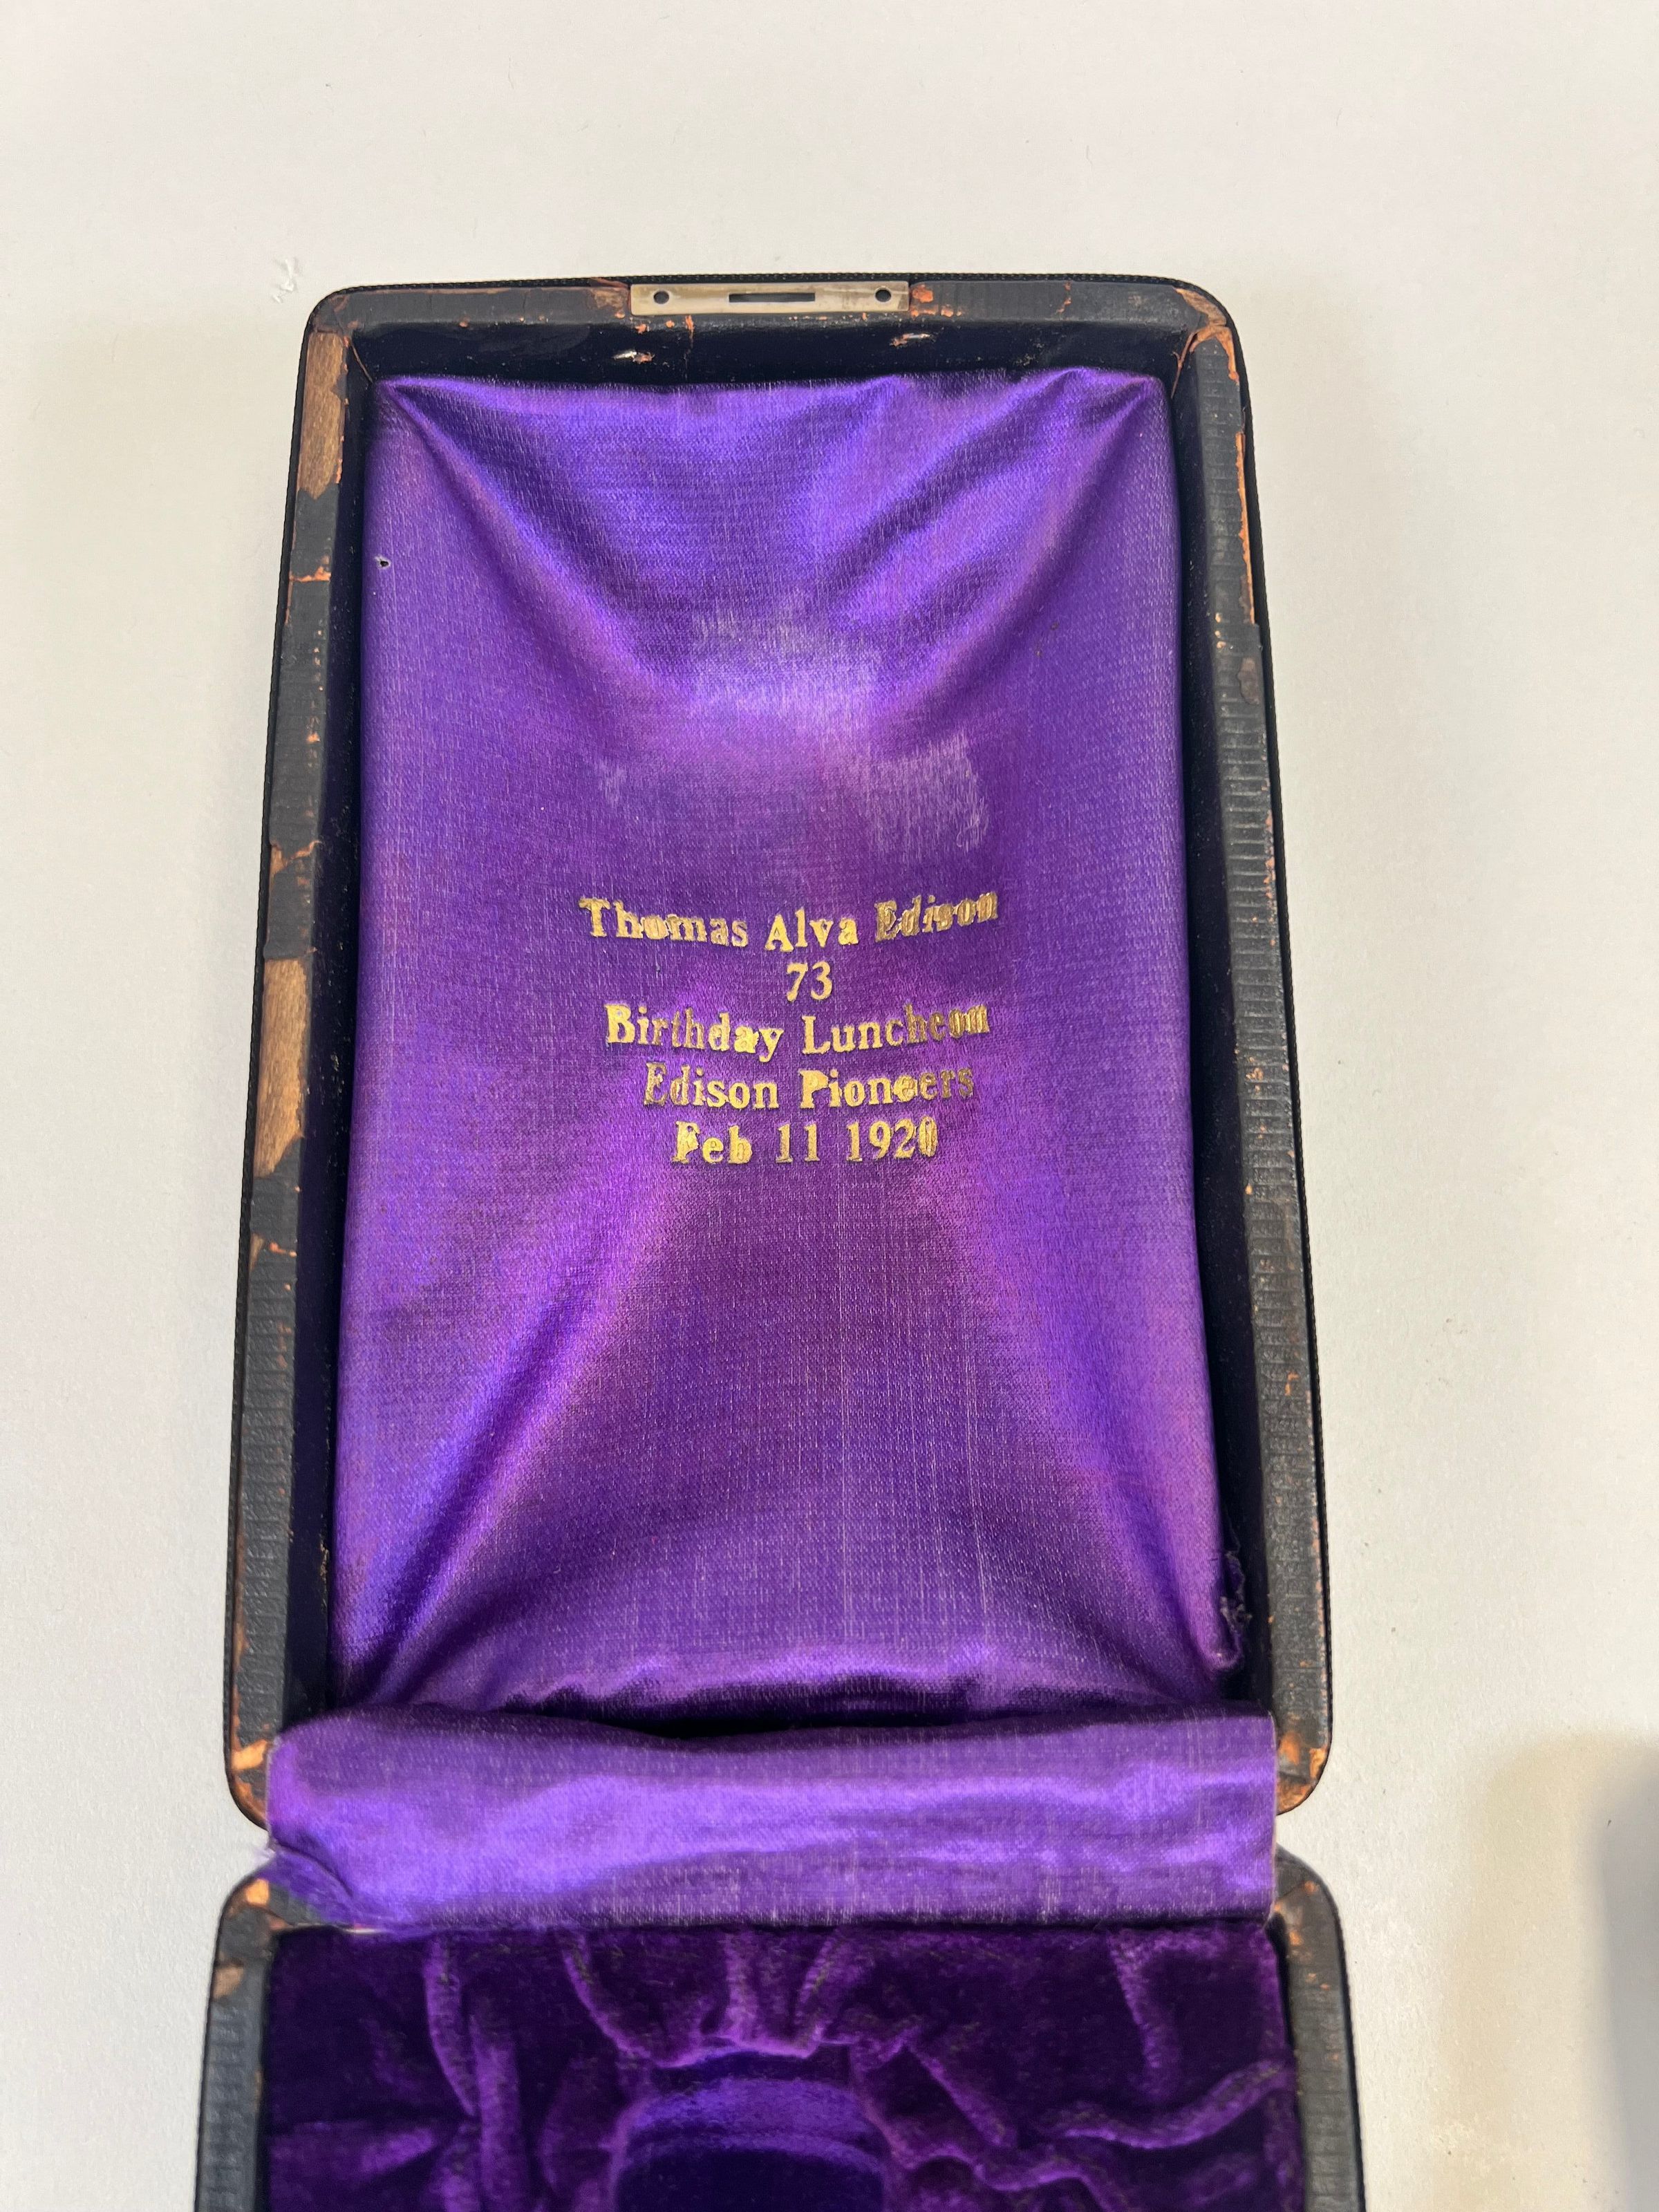 Thomas Alva Edison
73
Birthday Luncheon
Edison Pioneers
Feb 11 1920